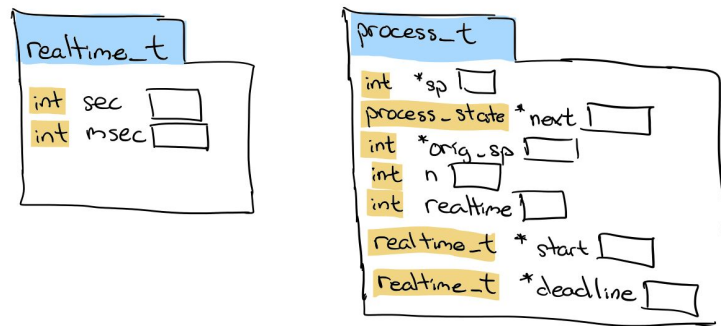 realtime_t
int sec
int msec
process_t
int *sp
process_state *next
int *orig_sp
int n
int realtime
realtime_t *start
realtime_t *deadline